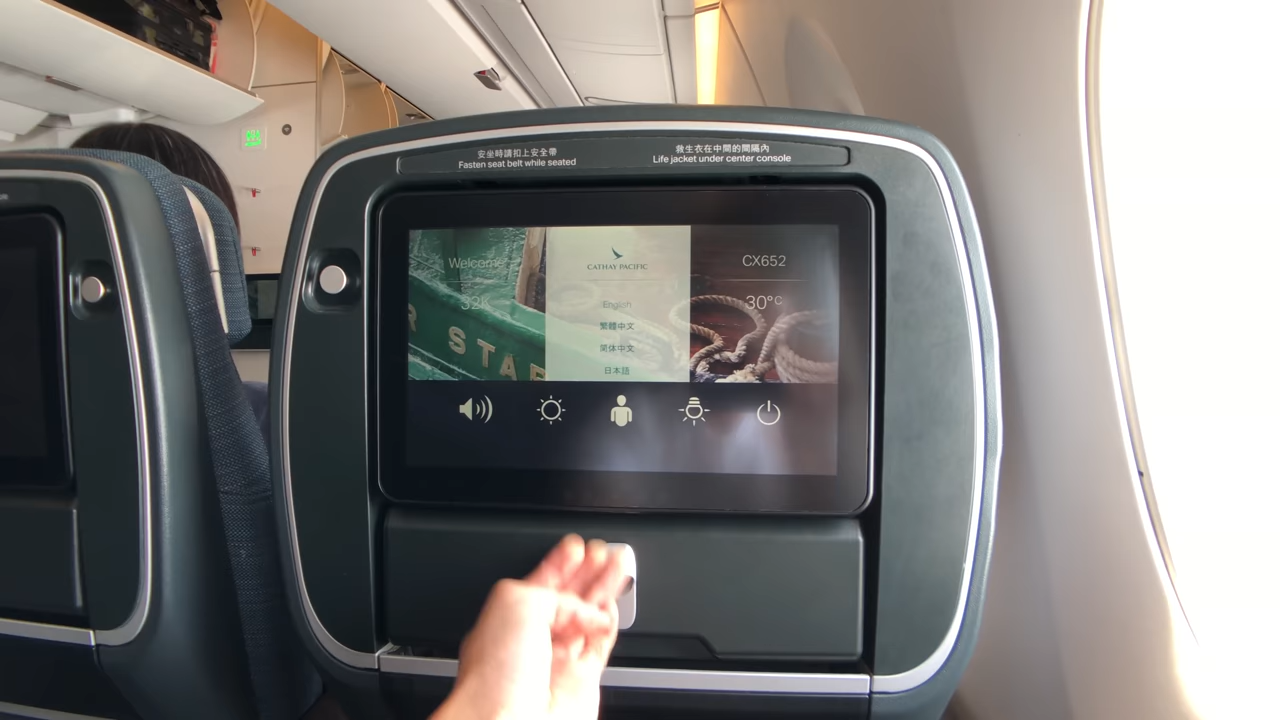 安坐時請扣上安全帶
Fasten seat belt while seated
救生衣在中間的間隔內
Life jacket under center console
Welcome
32K
CATHAY PACIFIC
English
繁體中文
简体中文
日本語
CX652
30°C
R STAR